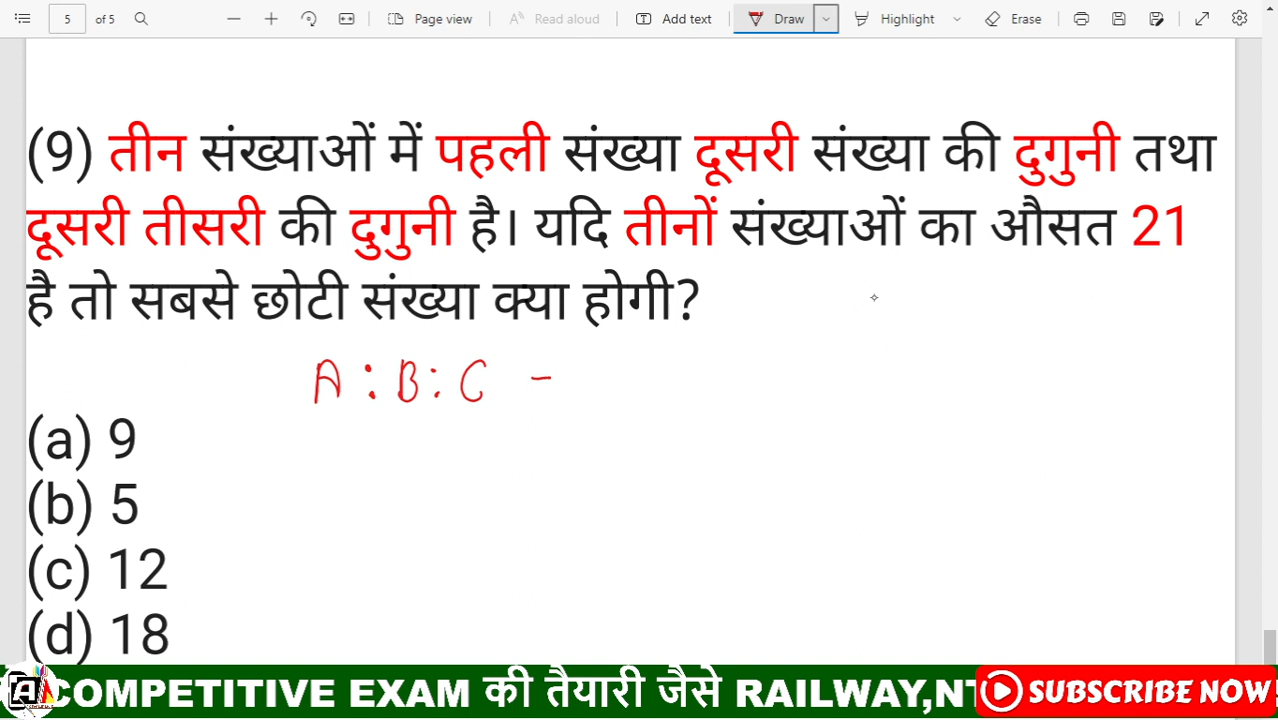 5 of 5 Page view Read aloud Add text Draw Highlight Erase
(9) तीन संख्याओं में पहली संख्या दूसरी संख्या की दुगुनी तथा
दूसरी तीसरी की दुगुनी है। यदि तीनों संख्याओं का औसत 21
है तो सबसे छोटी संख्या क्या होगी?
A : B : C -
(a) 9
(b) 5
(c) 12
(d) 18
COMPETITIVE EXAM की तैयारी जैसे RAILWAY,NT SUBSCRIBE NOW